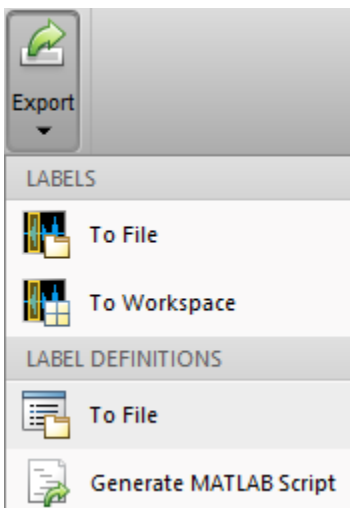 Export
LABELS
To File
To Workspace
LABEL DEFINITIONS
To File
Generate MATLAB Script